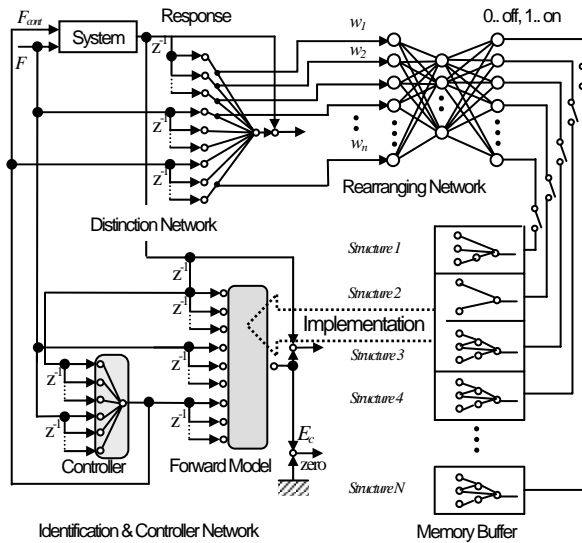 Response
0.. off, 1.. on
F_cont
System
F
z^-1
z^-1
z^-1
w_1
w_2
w_n
Rearranging Network
Distinction Network
z^-1
z^-1
z^-1
z^-1
z^-1
Structure 1
Structure 2
Implementation
Structure 3
Structure 4
Structure N
E_c
zero
Controller
Forward Model
Identification & Controller Network
Memory Buffer